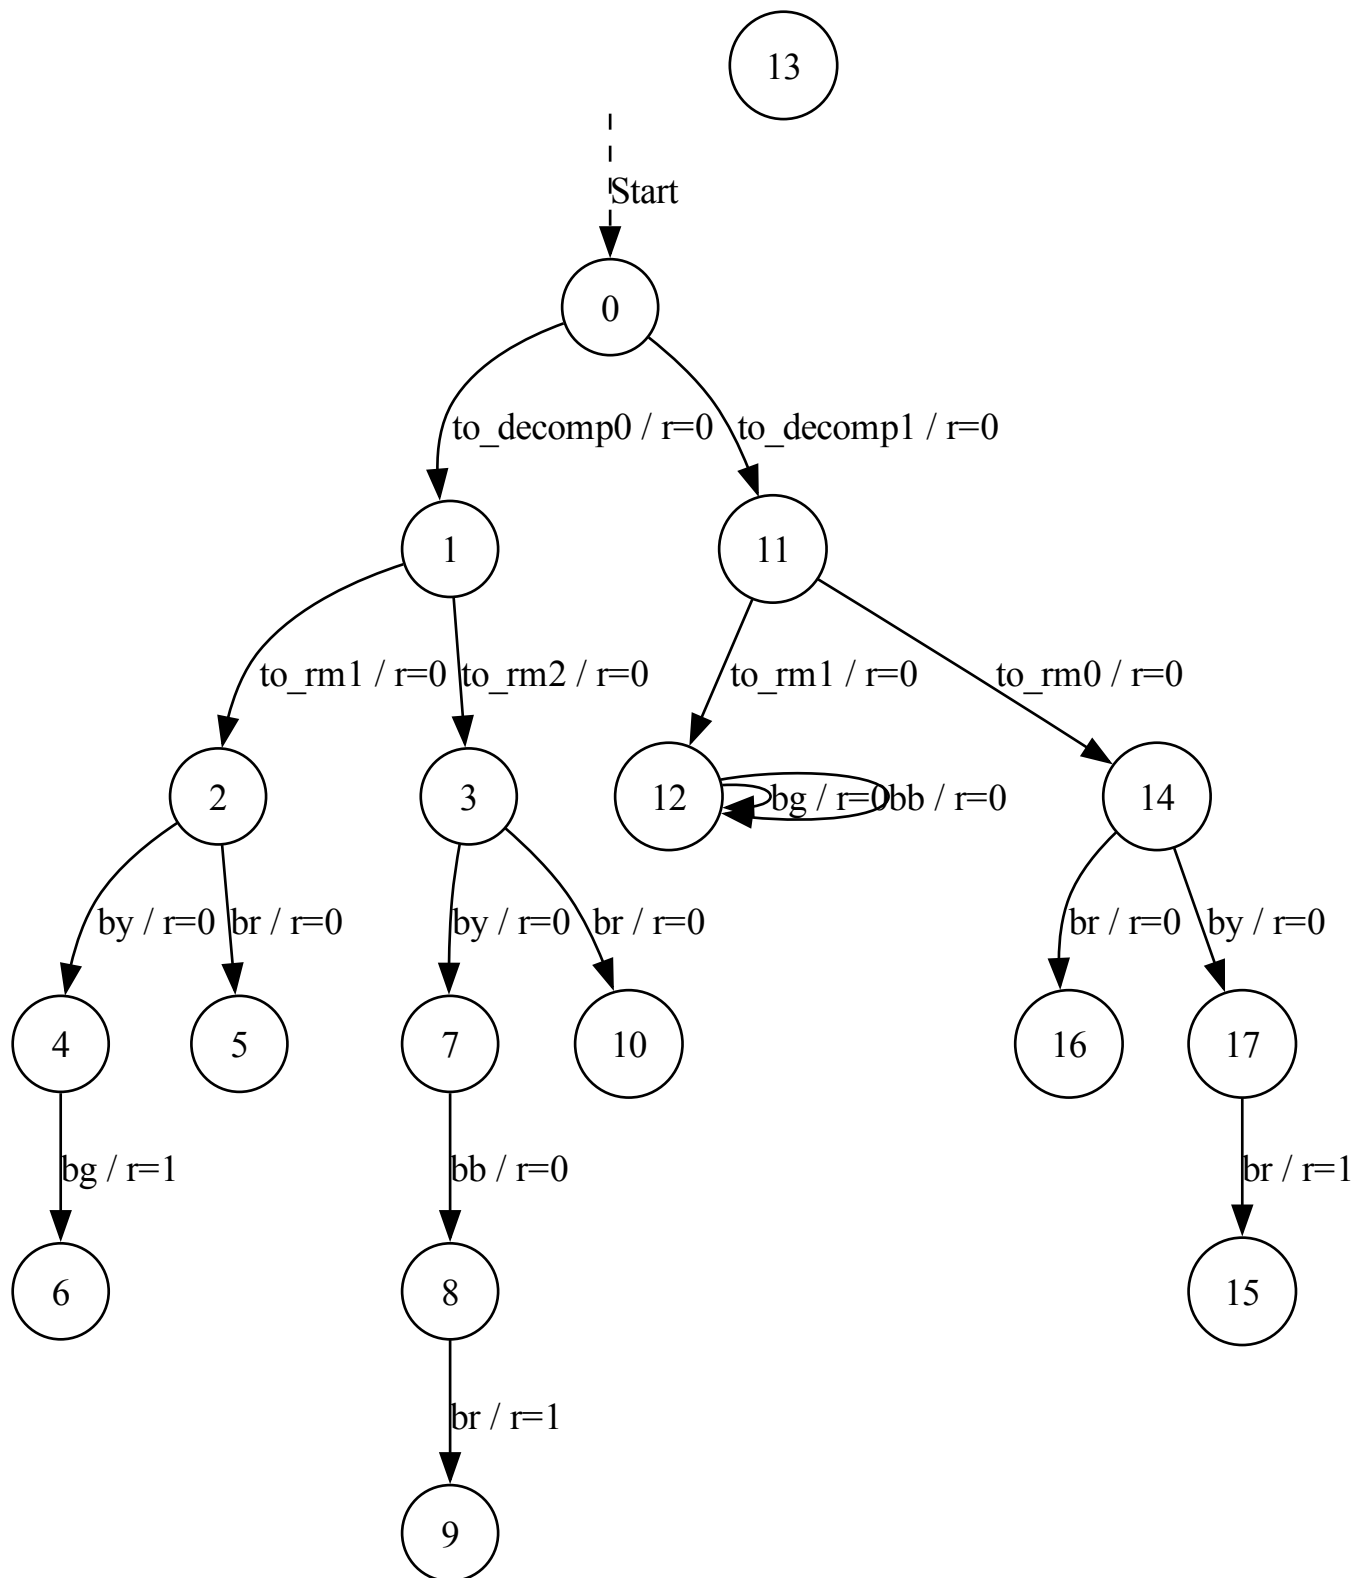 13
Start
0
to_decomp0 / r=0 to_decomp1 / r=0
1 11
to_rm1 / r=0 to_rm2 / r=0 to_rm1 / r=0 to_rm0 / r=0
2 3 12 bg / r=0 bb / r=0 14
by / r=0 br / r=0 by / r=0 br / r=0 br / r=0 by / r=0
4 5 7 10 16 17
bg / r=1 bb / r=0 br / r=1
6 8 15
br / r=1
9